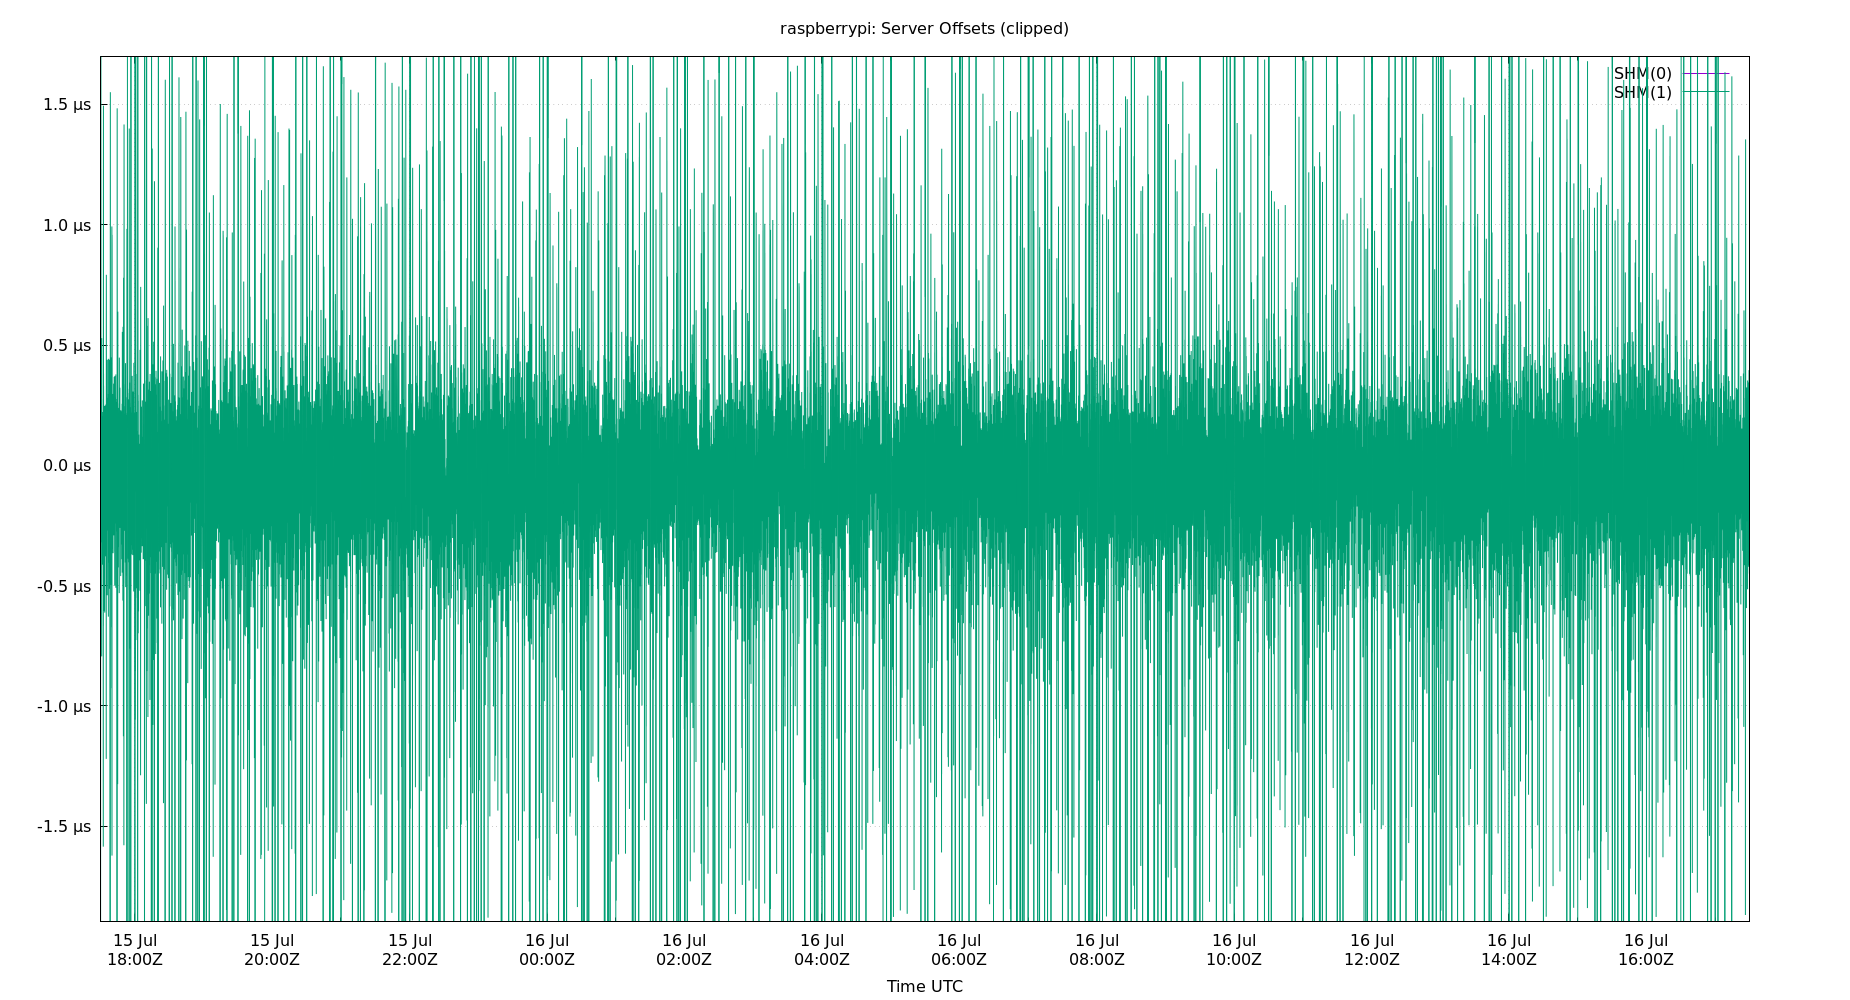 raspberrypi: Server Offsets (clipped)
SHM(0)
SHM(1)
1.5 µs
1.0 µs
0.5 µs
0.0 µs
-0.5 µs
-1.0 µs
-1.5 µs
15 Jul 15 Jul 15 Jul 16 Jul 16 Jul 16 Jul 16 Jul 16 Jul 16 Jul 16 Jul 16 Jul 16 Jul
18:00Z 20:00Z 22:00Z 00:00Z 02:00Z 04:00Z 06:00Z 08:00Z 10:00Z 12:00Z 14:00Z 16:00Z
Time UTC